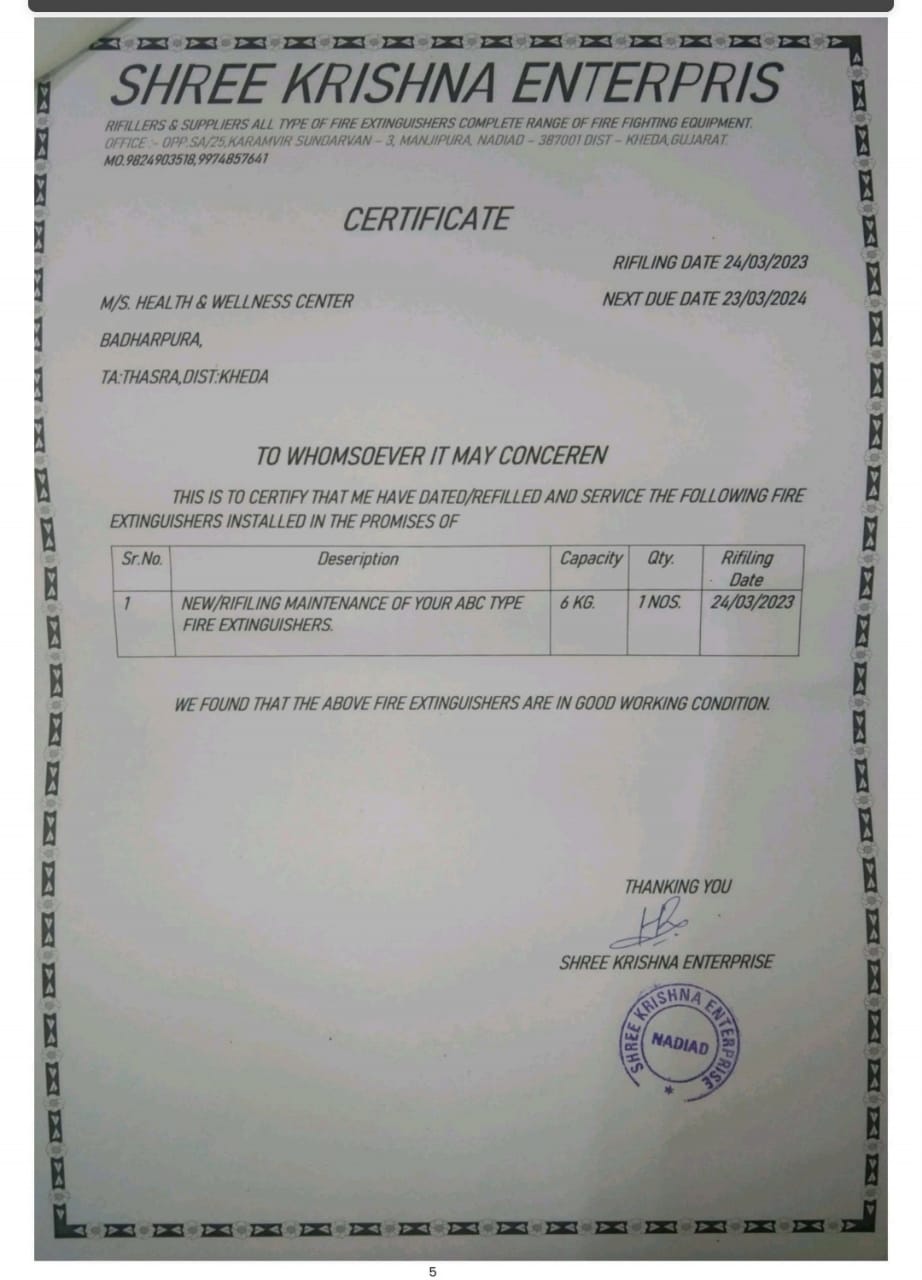 SHREE KRISHNA ENTERPRIS
RIFILLERS & SUPPLIERS ALL TYPE OF FIRE EXTINGUISHERS COMPLETE RANGE OF FIRE FIGHTING EQUIPMENT.
OFFICE :- OPP.SA/25,KARAMVIR SUNDARVAN – 3, MANJIPURA, NADIAD – 387001 DIST – KHEDA,GUJARAT.
MO.9824903518,9974857641
CERTIFICATE
RIFILING DATE 24/03/2023
M/S. HEALTH & WELLNESS CENTER
NEXT DUE DATE 23/03/2024
BADHARPURA,
TA:THASRA,DIST:KHEDA
TO WHOMSOEVER IT MAY CONCEREN
THIS IS TO CERTIFY THAT ME HAVE DATED/REFILLED AND SERVICE THE FOLLOWING FIRE
EXTINGUISHERS INSTALLED IN THE PROMISES OF
Sr.No. Deseription Capacity Qty. Rifiling
Date
1 NEW/RIFILING MAINTENANCE OF YOUR ABC TYPE 6 KG. 1 NOS. 24/03/2023
FIRE EXTINGUISHERS.
WE FOUND THAT THE ABOVE FIRE EXTINGUISHERS ARE IN GOOD WORKING CONDITION.
THANKING YOU
SHREE KRISHNA ENTERPRISE
SHREE KRISHNA ENTERPRISE
NADIAD
5